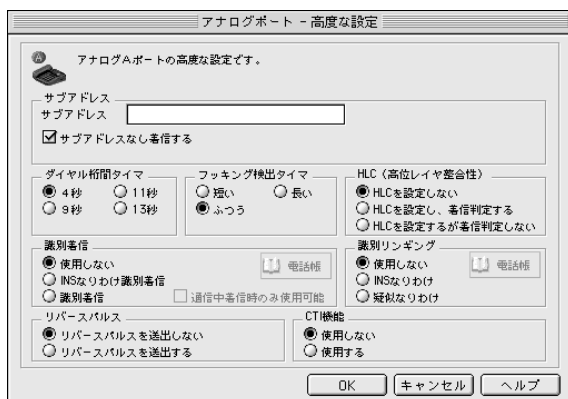 アナログポート - 高度な設定
A
アナログAポートの高度な設定です。
サブアドレス
サブアドレス
サブアドレスなし着信する
ダイヤル桁間タイマ
4秒 11秒
9秒 13秒
フッキング検出タイマ
短い 長い
ふつう
HLC（高位レイヤ整合性）
HLCを設定しない
HLCを設定し、着信判定する
HLCを設定するが着信判定しない
識別着信
使用しない 電話帳
INSなりわけ識別着信
識別着信 通信中着信時のみ使用可能
識別リンギング
使用しない 電話帳
INSなりわけ
疑似なりわけ
リバースパルス
リバースパルスを送出しない
リバースパルスを送出する
CTI機能
使用しない
使用する
OK キャンセル ヘルプ